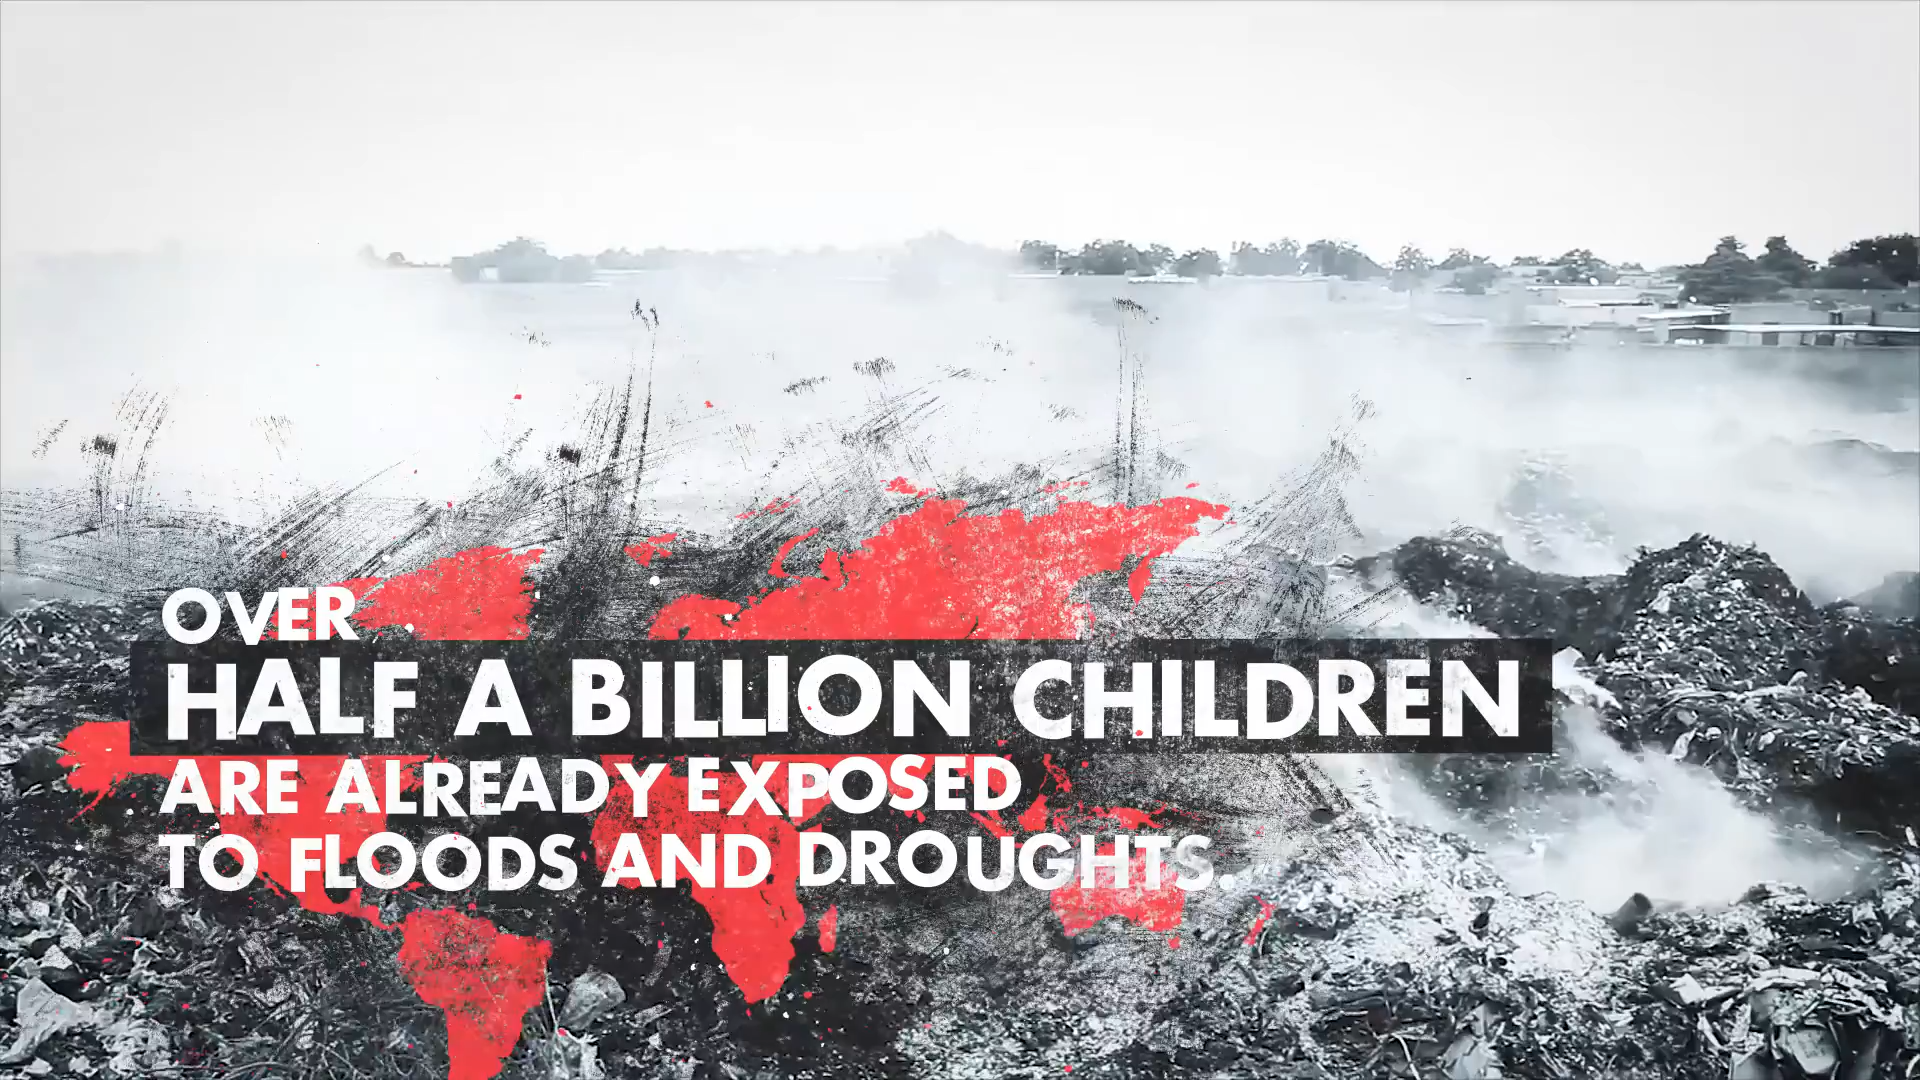 OVER
HALF A BILLION CHILDREN
ARE ALREADY EXPOSED
TO FLOODS AND DROUGHTS.